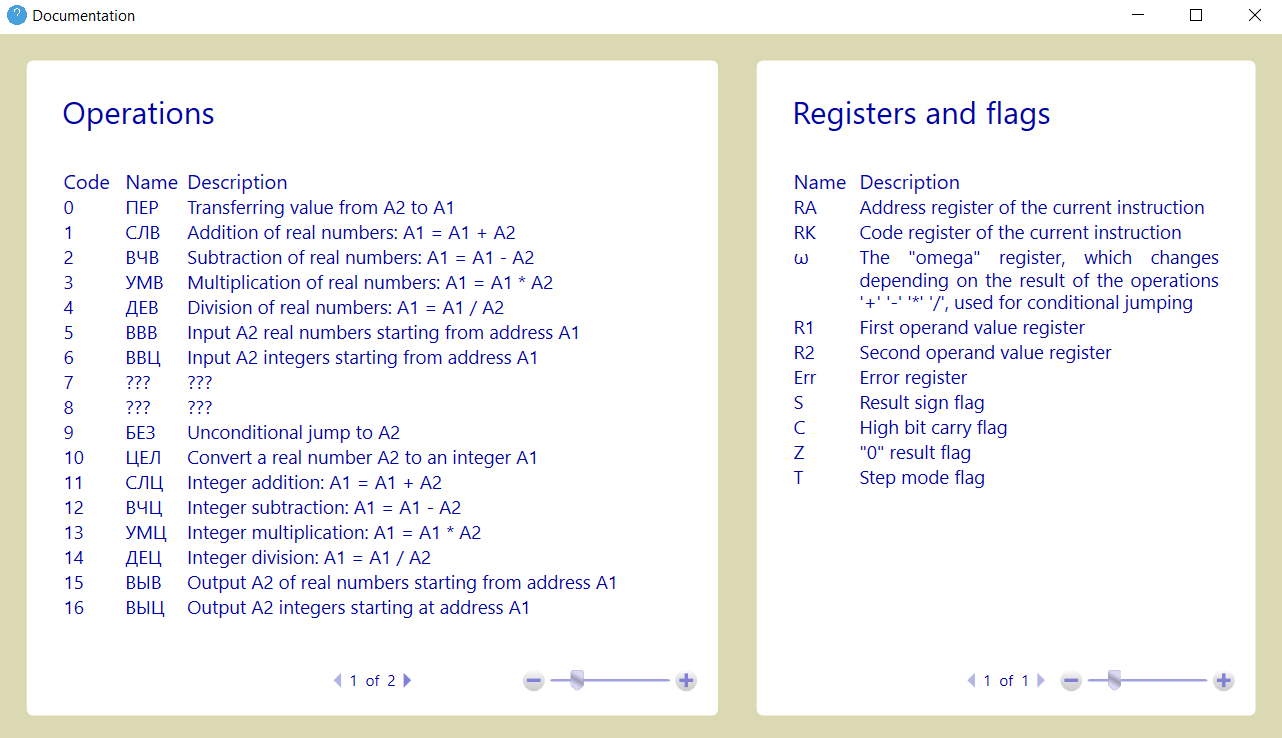 Documentation
Operations
Code Name Description
0 ПЕР Transferring value from A2 to A1
1 СЛВ Addition of real numbers: A1 = A1 + A2
2 ВЧВ Subtraction of real numbers: A1 = A1 - A2
3 УМВ Multiplication of real numbers: A1 = A1 * A2
4 ДЕВ Division of real numbers: A1 = A1 / A2
5 ВВВ Input A2 real numbers starting from address A1
6 ВВЦ Input A2 integers starting from address A1
7 ??? ???
8 ??? ???
9 БЕЗ Unconditional jump to A2
10 ЦЕЛ Convert a real number A2 to an integer A1
11 СЛЦ Integer addition: A1 = A1 + A2
12 ВЧЦ Integer subtraction: A1 = A1 - A2
13 УМЦ Integer multiplication: A1 = A1 * A2
14 ДЕЦ Integer division: A1 = A1 / A2
15 ВЫВ Output A2 of real numbers starting from address A1
16 ВЫЦ Output A2 integers starting at address A1
1 of 2
Registers and flags
Name Description
RA Address register of the current instruction
RK Code register of the current instruction
ω The "omega" register, which changes
depending on the result of the operations
'+' '-' '*' '/', used for conditional jumping
R1 First operand value register
R2 Second operand value register
Err Error register
S Result sign flag
C High bit carry flag
Z "0" result flag
T Step mode flag
1 of 1